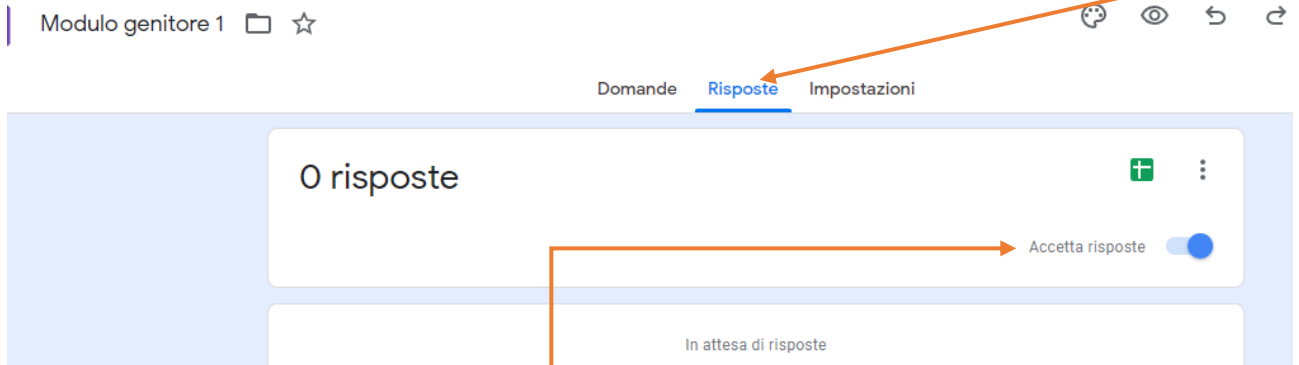 Modulo genitore 1
Domande Risposte Impostazioni
0 risposte
Accetta risposte
In attesa di risposte